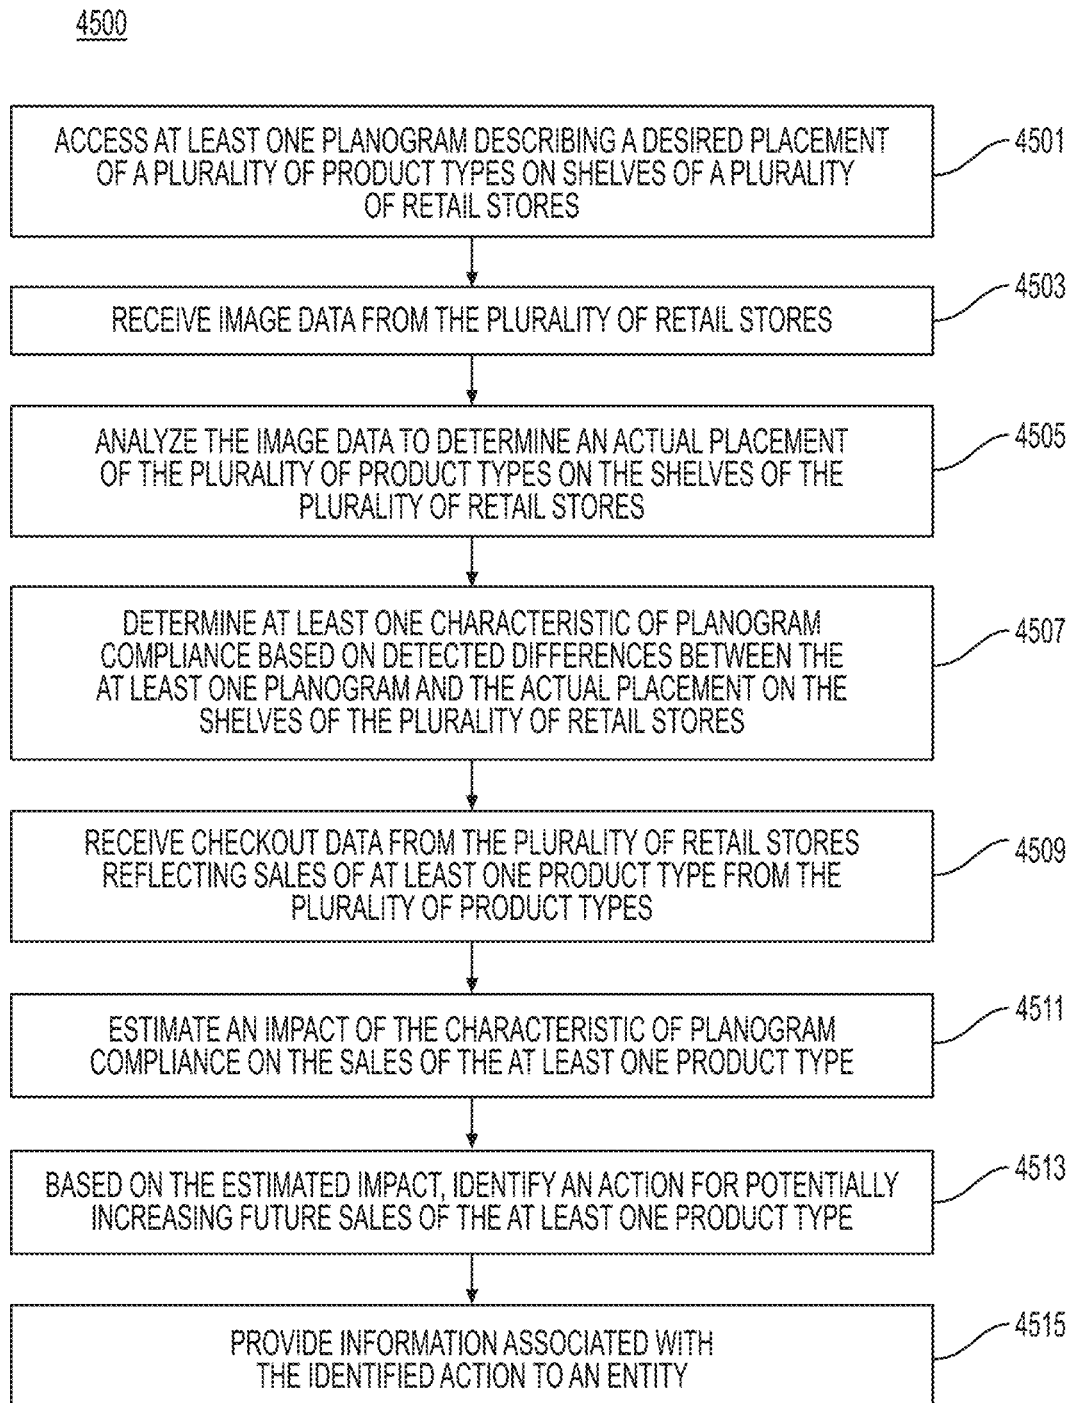 4500
ACCESS AT LEAST ONE PLANOGRAM DESCRIBING A DESIRED PLACEMENT
OF A PLURALITY OF PRODUCT TYPES ON SHELVES OF A PLURALITY
OF RETAIL STORES
4501
RECEIVE IMAGE DATA FROM THE PLURALITY OF RETAIL STORES
4503
ANALYZE THE IMAGE DATA TO DETERMINE AN ACTUAL PLACEMENT
OF THE PLURALITY OF PRODUCT TYPES ON THE SHELVES OF THE
PLURALITY OF RETAIL STORES
4505
DETERMINE AT LEAST ONE CHARACTERISTIC OF PLANOGRAM
COMPLIANCE BASED ON DETECTED DIFFERENCES BETWEEN THE
AT LEAST ONE PLANOGRAM AND THE ACTUAL PLACEMENT ON THE
SHELVES OF THE PLURALITY OF RETAIL STORES
4507
RECEIVE CHECKOUT DATA FROM THE PLURALITY OF RETAIL STORES
REFLECTING SALES OF AT LEAST ONE PRODUCT TYPE FROM THE
PLURALITY OF PRODUCT TYPES
4509
ESTIMATE AN IMPACT OF THE CHARACTERISTIC OF PLANOGRAM
COMPLIANCE ON THE SALES OF THE AT LEAST ONE PRODUCT TYPE
4511
BASED ON THE ESTIMATED IMPACT, IDENTIFY AN ACTION FOR POTENTIALLY
INCREASING FUTURE SALES OF THE AT LEAST ONE PRODUCT TYPE
4513
PROVIDE INFORMATION ASSOCIATED WITH
THE IDENTIFIED ACTION TO AN ENTITY
4515